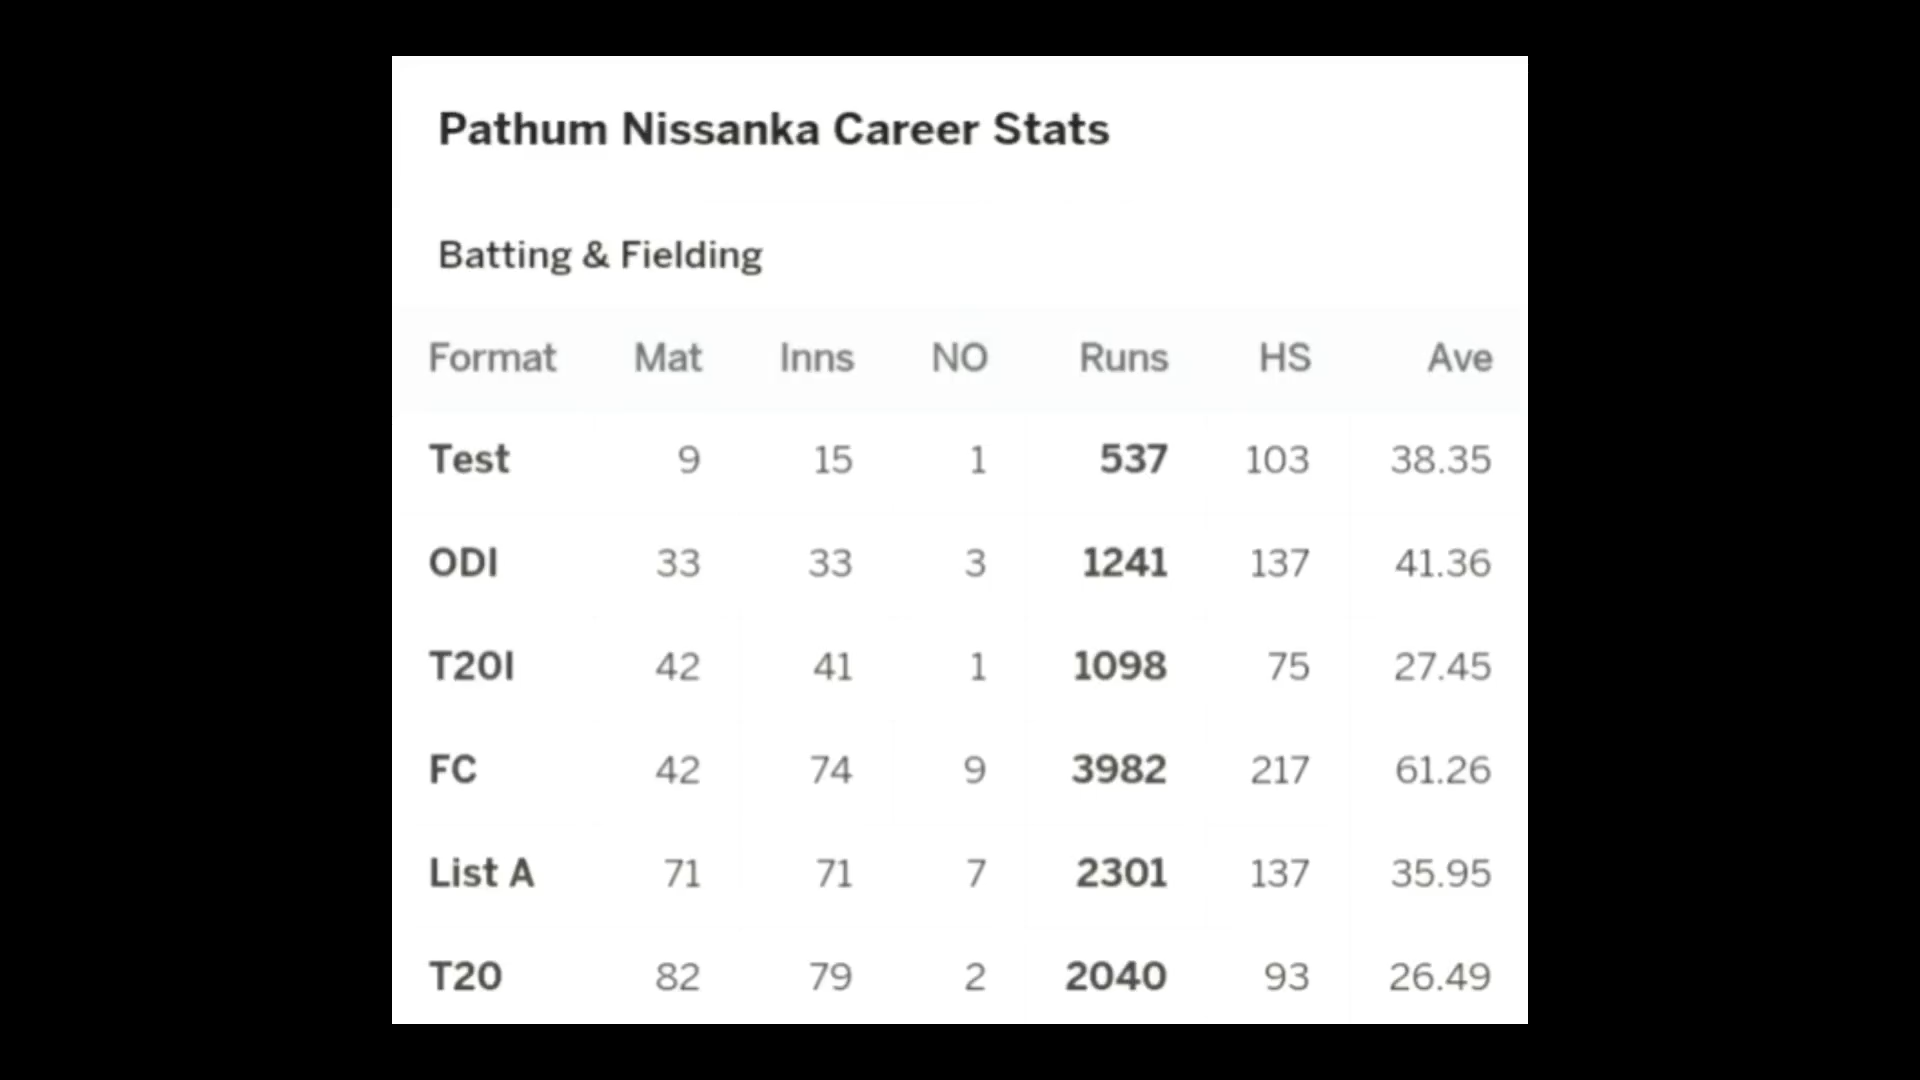 Pathum Nissanka Career Stats
Batting & Fielding
Format Mat Inns NO Runs HS Ave
Test 9 15 1 537 103 38.35
ODI 33 33 3 1241 137 41.36
T20I 42 41 1 1098 75 27.45
FC 42 74 9 3982 217 61.26
List A 71 71 7 2301 137 35.95
T20 82 79 2 2040 93 26.49